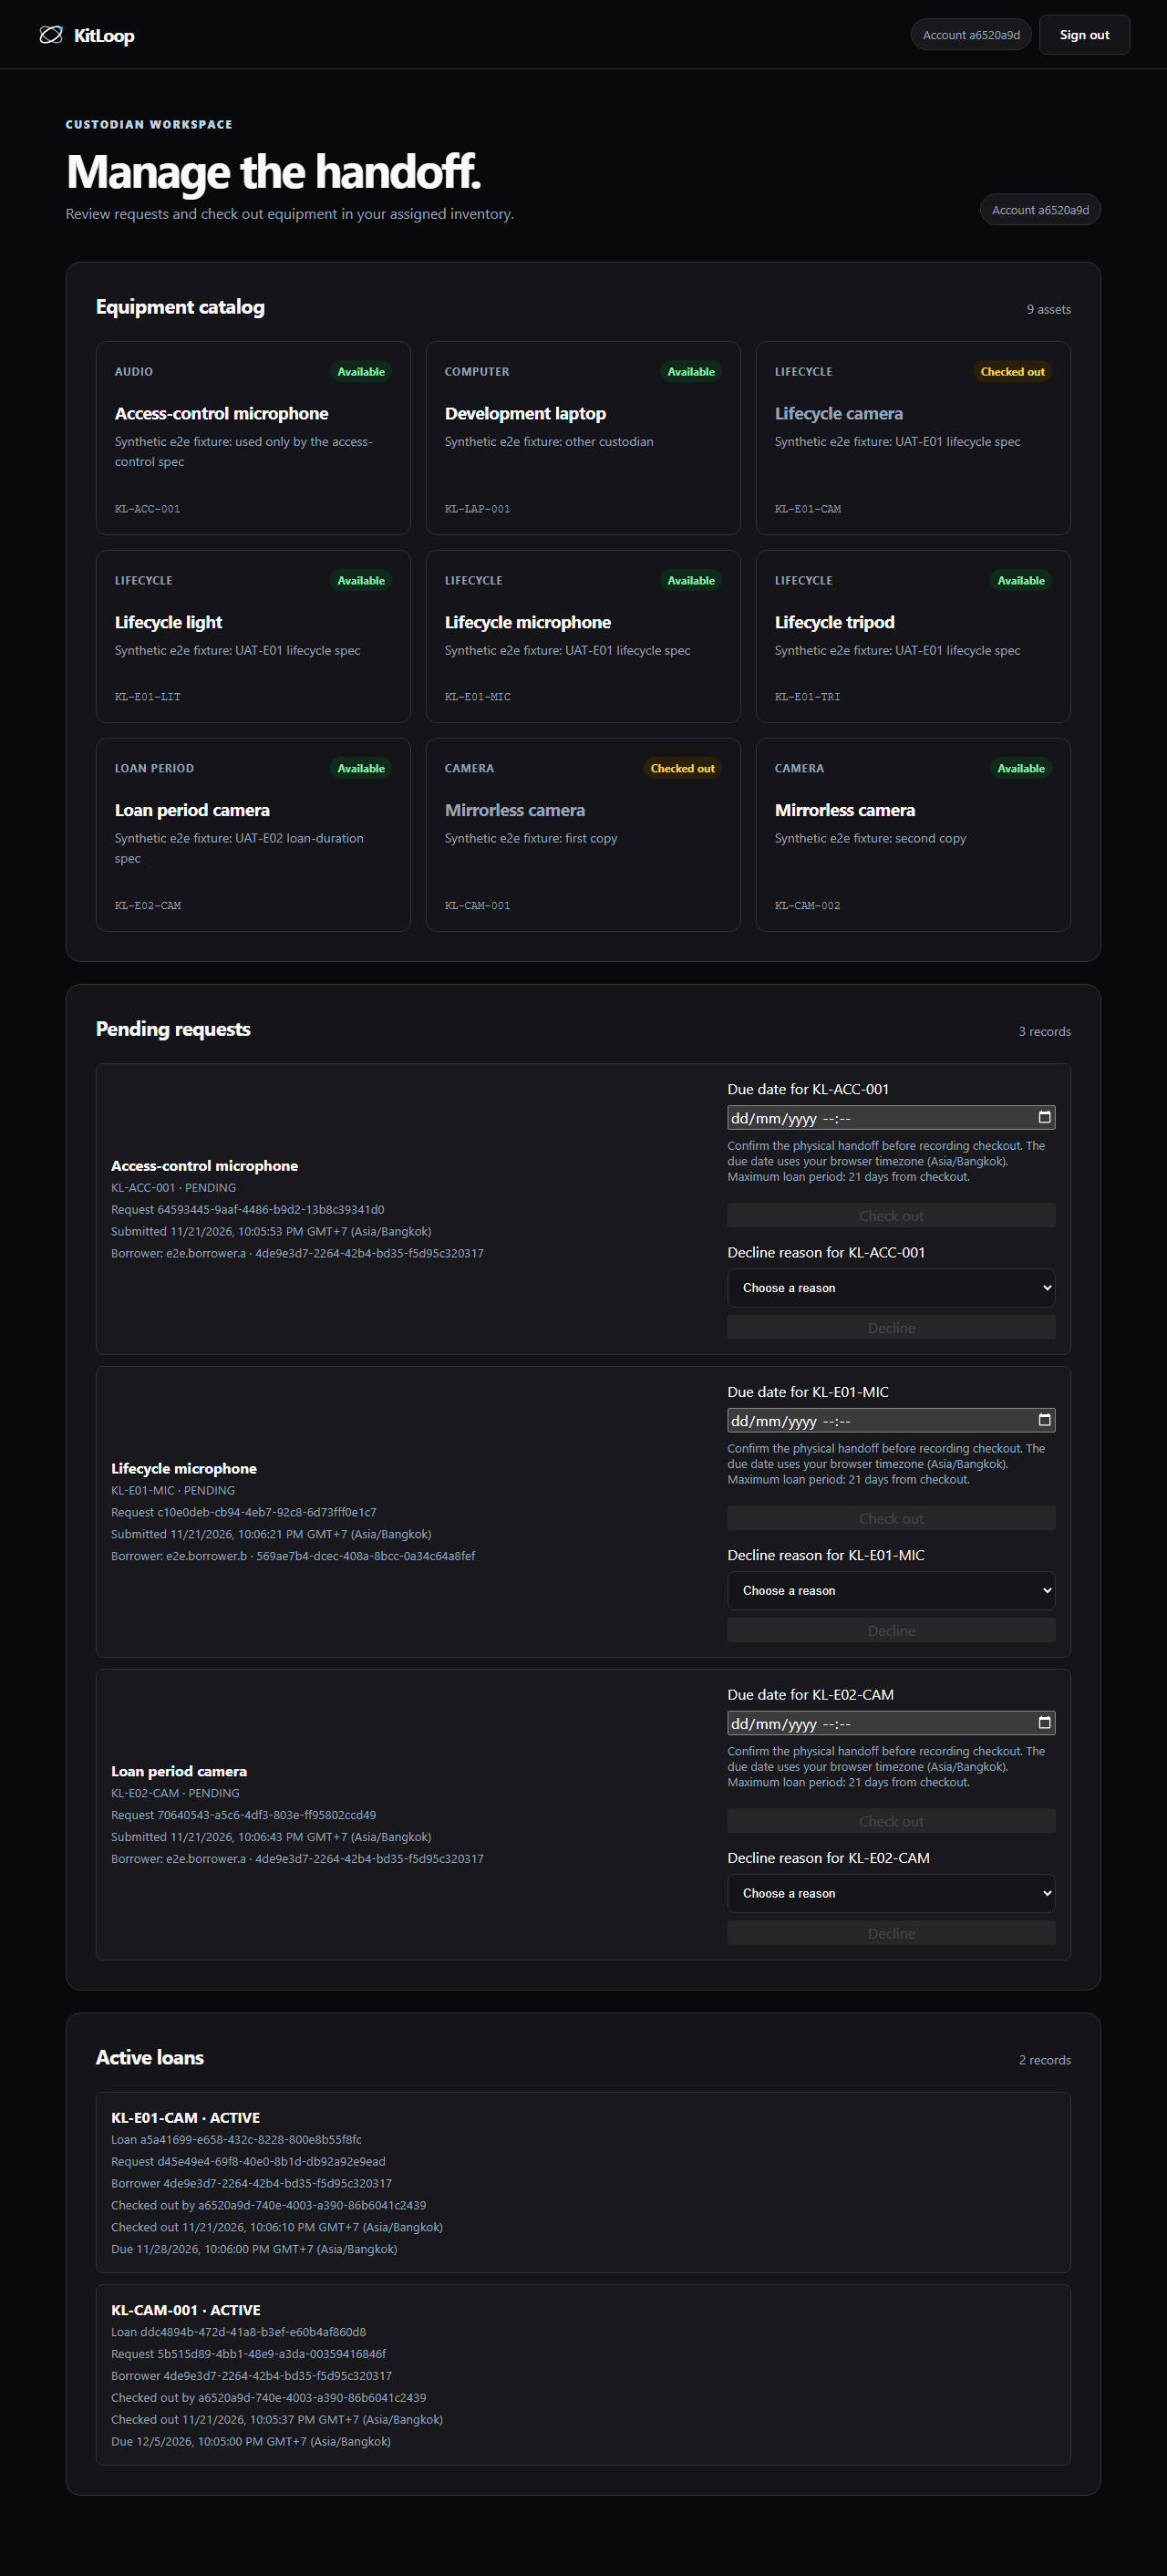 KitLoop
Account a6520a9d
Sign out
CUSTODIAN WORKSPACE
Manage the handoff.
Review requests and check out equipment in your assigned inventory.
Account a6520a9d
Equipment catalog
9 assets
AUDIO
Available
Access-control microphone
Synthetic e2e fixture: used only by the access-
control spec
KL-ACC-001
COMPUTER
Available
Development laptop
Synthetic e2e fixture: other custodian
KL-LAP-001
LIFECYCLE
Checked out
Lifecycle camera
Synthetic e2e fixture: UAT-E01 lifecycle spec
KL-E01-CAM
LIFECYCLE
Available
Lifecycle light
Synthetic e2e fixture: UAT-E01 lifecycle spec
KL-E01-LIT
LIFECYCLE
Available
Lifecycle microphone
Synthetic e2e fixture: UAT-E01 lifecycle spec
KL-E01-MIC
LIFECYCLE
Available
Lifecycle tripod
Synthetic e2e fixture: UAT-E01 lifecycle spec
KL-E01-TRI
LOAN PERIOD
Available
Loan period camera
Synthetic e2e fixture: UAT-E02 loan-duration
spec
KL-E02-CAM
CAMERA
Checked out
Mirrorless camera
Synthetic e2e fixture: first copy
KL-CAM-001
CAMERA
Available
Mirrorless camera
Synthetic e2e fixture: second copy
KL-CAM-002
Pending requests
3 records
Access-control microphone
KL-ACC-001 · PENDING
Request 64593445-9aaf-4486-b9d2-13b8c39341d0
Submitted 11/21/2026, 10:05:53 PM GMT+7 (Asia/Bangkok)
Borrower: e2e.borrower.a · 4de9e3d7-2264-42b4-bd35-f5d95c320317
Due date for KL-ACC-001
dd/mm/yyyy --:--
Confirm the physical handoff before recording checkout. The
due date uses your browser timezone (Asia/Bangkok).
Maximum loan period: 21 days from checkout.
Check out
Decline reason for KL-ACC-001
Choose a reason
Decline
Lifecycle microphone
KL-E01-MIC · PENDING
Request c10e0deb-cb94-4eb7-92c8-6d73fff0e1c7
Submitted 11/21/2026, 10:06:21 PM GMT+7 (Asia/Bangkok)
Borrower: e2e.borrower.b · 569ae7b4-dcec-408a-8bcc-0a34c64a8fef
Due date for KL-E01-MIC
dd/mm/yyyy --:--
Confirm the physical handoff before recording checkout. The
due date uses your browser timezone (Asia/Bangkok).
Maximum loan period: 21 days from checkout.
Check out
Decline reason for KL-E01-MIC
Choose a reason
Decline
Loan period camera
KL-E02-CAM · PENDING
Request 70640543-a5c6-4df3-803e-ff95802ccd49
Submitted 11/21/2026, 10:06:43 PM GMT+7 (Asia/Bangkok)
Borrower: e2e.borrower.a · 4de9e3d7-2264-42b4-bd35-f5d95c320317
Due date for KL-E02-CAM
dd/mm/yyyy --:--
Confirm the physical handoff before recording checkout. The
due date uses your browser timezone (Asia/Bangkok).
Maximum loan period: 21 days from checkout.
Check out
Decline reason for KL-E02-CAM
Choose a reason
Decline
Active loans
2 records
KL-E01-CAM · ACTIVE
Loan a5a41699-e658-432c-8228-800e8b55f8fc
Request d45e49e4-69f8-40e0-8b1d-db92a92e9ead
Borrower 4de9e3d7-2264-42b4-bd35-f5d95c320317
Checked out by a6520a9d-740e-4003-a390-86b6041c2439
Checked out 11/21/2026, 10:06:10 PM GMT+7 (Asia/Bangkok)
Due 11/28/2026, 10:06:00 PM GMT+7 (Asia/Bangkok)
KL-CAM-001 · ACTIVE
Loan ddc4894b-472d-41a8-b3ef-e60b4af860d8
Request 5b515d89-4bb1-48e9-a3da-00359416846f
Borrower 4de9e3d7-2264-42b4-bd35-f5d95c320317
Checked out by a6520a9d-740e-4003-a390-86b6041c2439
Checked out 11/21/2026, 10:05:37 PM GMT+7 (Asia/Bangkok)
Due 12/5/2026, 10:05:00 PM GMT+7 (Asia/Bangkok)